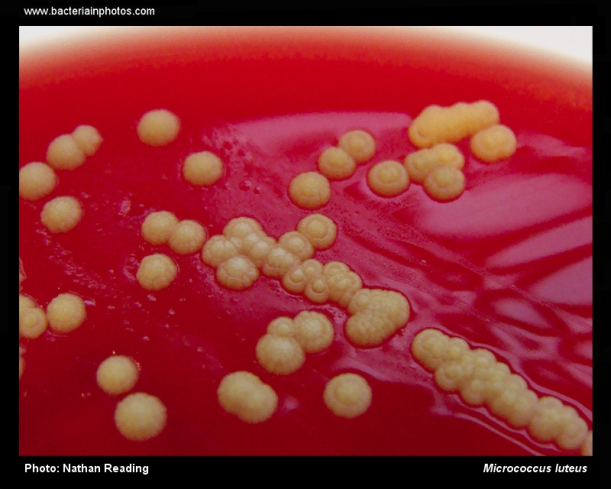 www.bacteriainphotos.com
Photo: Nathan Reading
Micrococcus luteus